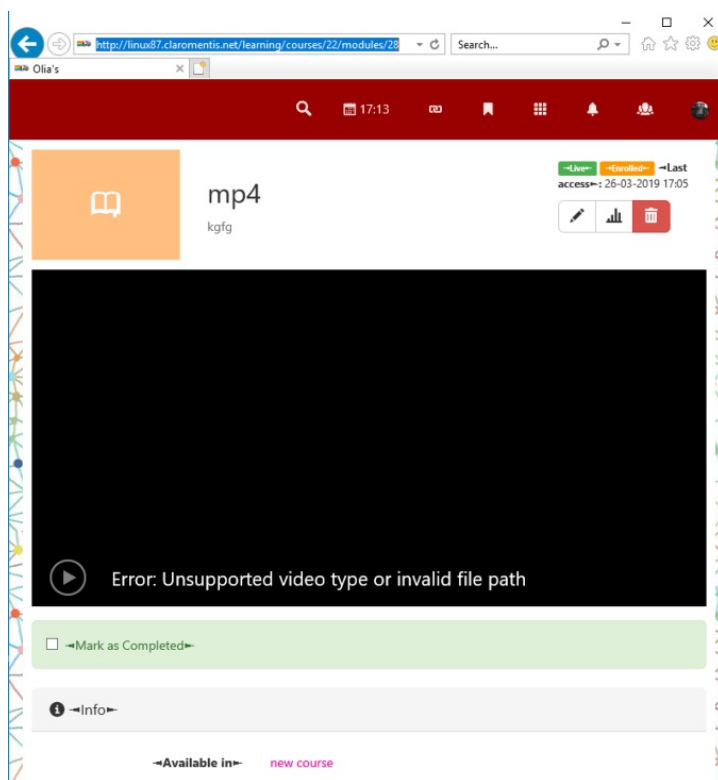 http://linux87.claromentis.net/learning/courses/22/modules/28
Search...
Olia's
17:13
mp4
kgfg
⊸Live⊷ ⊸Enrolled⊷ ⊸Last
access⊷: 26-03-2019 17:05
Error: Unsupported video type or invalid file path
⊸Mark as Completed⊷
⊸Info⊷
⊸Available in⊷ new course